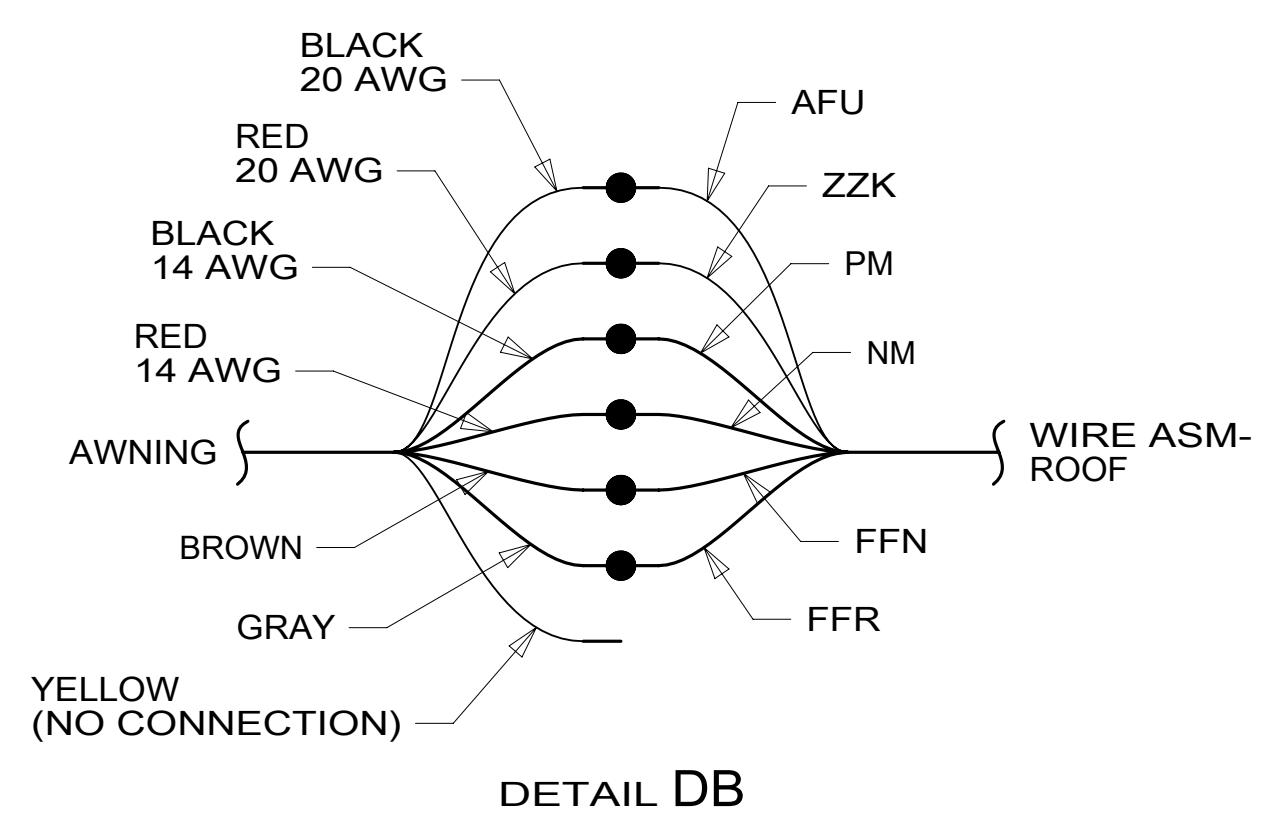 BLACK
20 AWG
AFU
RED
20 AWG
ZZK
BLACK
14 AWG
PM
RED
14 AWG
NM
AWNING
WIRE ASM-
ROOF
BROWN
FFN
GRAY
FFR
YELLOW
(NO CONNECTION)
DETAIL DB